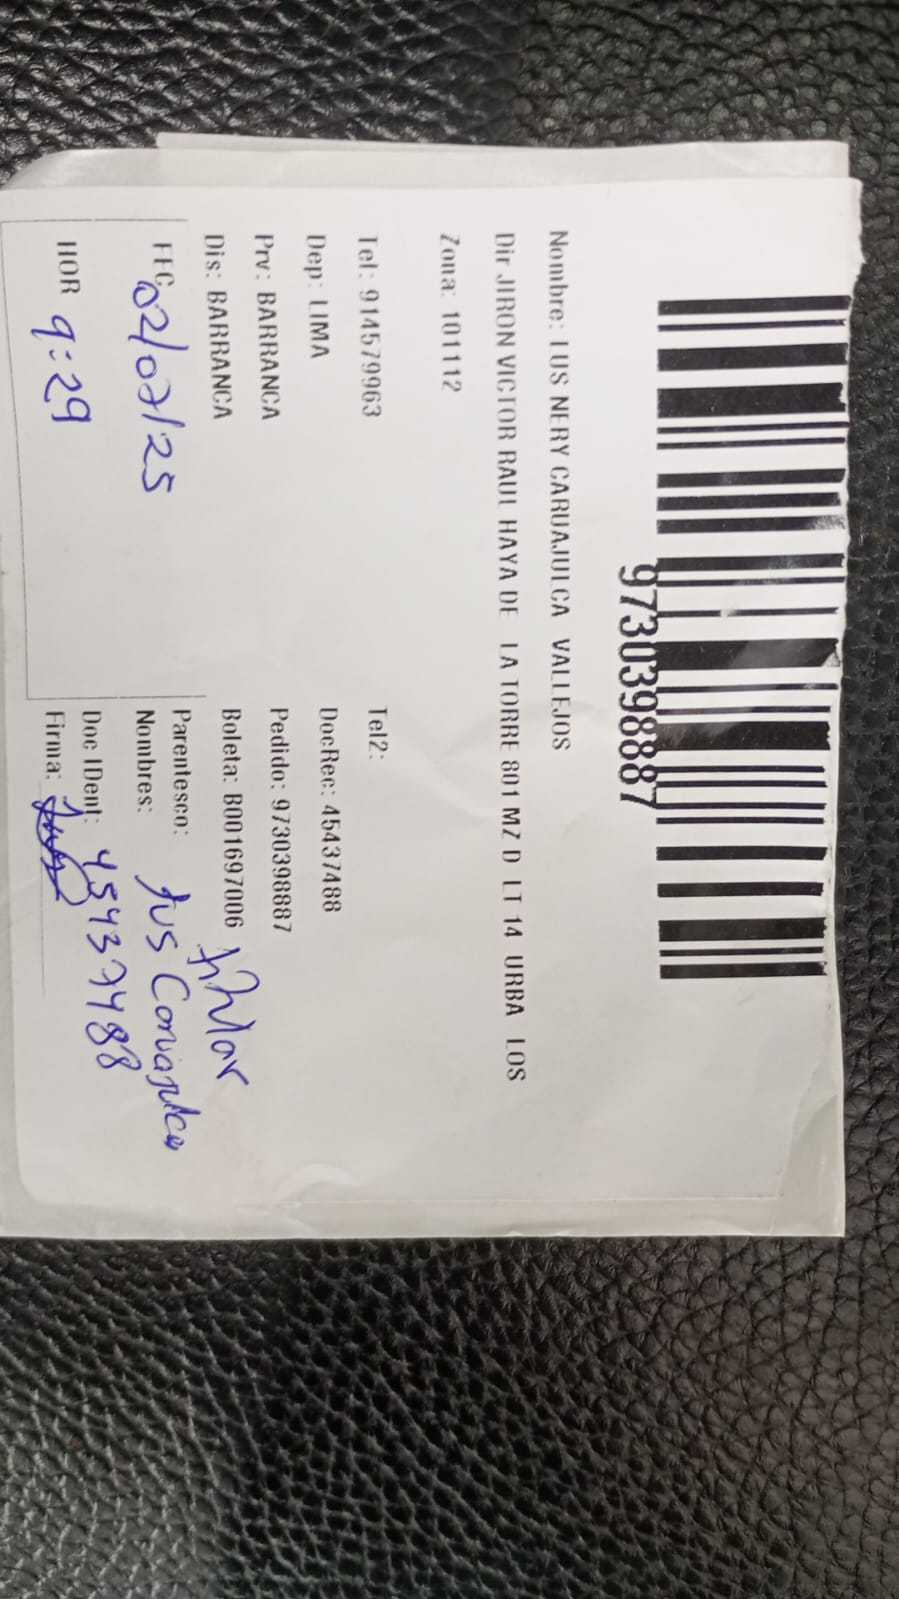 973039887
Nombre: LUS NERY CARUAJULCA VALLEJOS
Dir JIRON VICTOR RAUL HAYA DE LA TORRE 801 MZ D LT 14 URBA LOS
Zona: 101112
Tel: 914579963 Tel2:
Dep: LIMA DocRec: 45437488
Prv: BARRANCA Pedido: 9730398887
Dis: BARRANCA Boleta: B001697006
FEC 02/07/25 Parentesco: titular
Nombres: Lus Caruajulca
HOR 9:29 Doc IDent: 45437488
Firma: